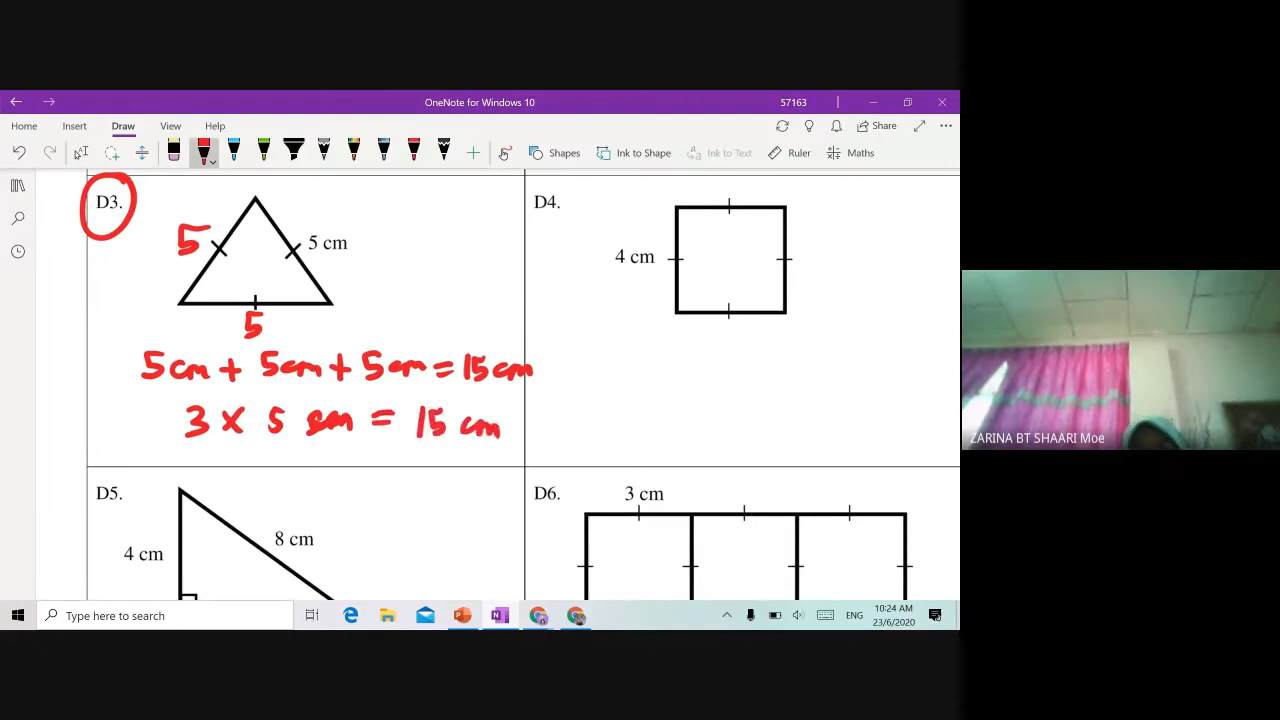 OneNote for Windows 10
57163
Home Insert Draw View Help
Share
Shapes Ink to Shape Ink to Text Ruler Maths
D3.
5
5 cm
5
5cm + 5cm + 5cm = 15cm
3 × 5 cm = 15 cm
D4.
4 cm
D5.
4 cm
8 cm
D6.
3 cm
ZARINA BT SHAARI Moe
Type here to search
ENG
10:24 AM
23/6/2020